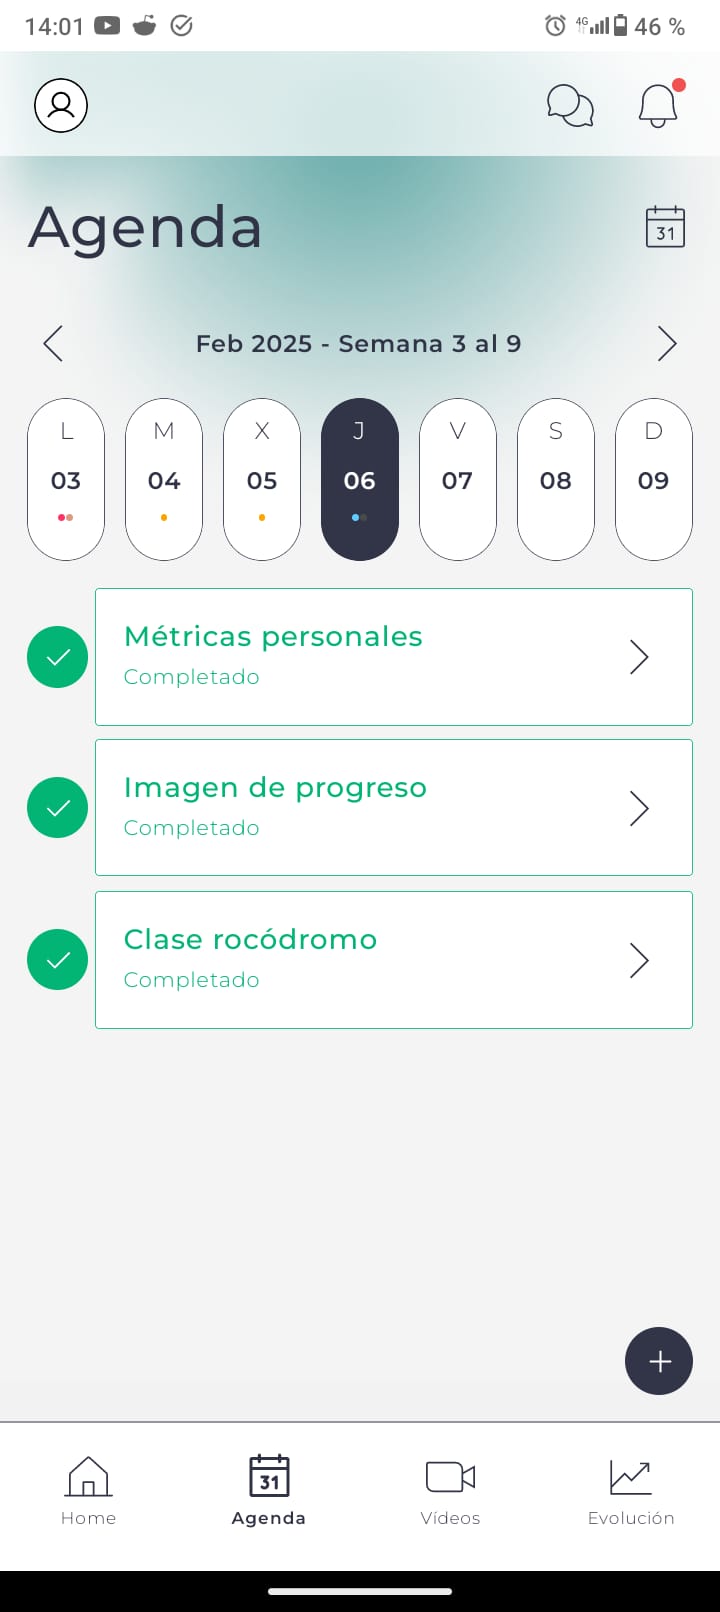 14:01
4G 46 %
Agenda
31
Feb 2025 - Semana 3 al 9
L M X J V S D
03 04 05 06 07 08 09
Métricas personales
Completado
Imagen de progreso
Completado
Clase rocódromo
Completado
31
Home Agenda Vídeos Evolución